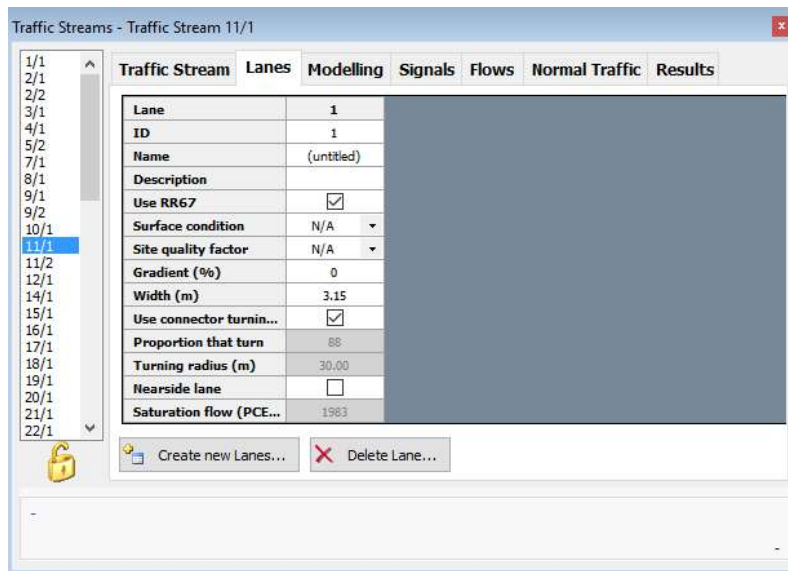 Traffic Streams - Traffic Stream 11/1
x
1/1
2/1
2/2
3/1
4/1
5/2
7/1
8/1
9/1
9/2
10/1
11/1
11/2
12/1
14/1
15/1
16/1
17/1
18/1
19/1
20/1
21/1
22/1
Traffic Stream Lanes Modelling Signals Flows Normal Traffic Results
Lane 1
ID 1
Name (untitled)
Description
Use RR67
Surface condition N/A
Site quality factor N/A
Gradient (%) 0
Width (m) 3.15
Use connector turnin...
Proportion that turn 88
Turning radius (m) 30.00
Nearside lane
Saturation flow (PCE... 1983
Create new Lanes... Delete Lane...
-
-